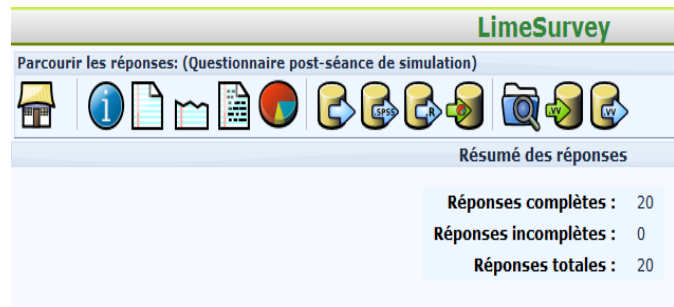 LimeSurvey
Parcourir les réponses: (Questionnaire post-séance de simulation)
SPSS R VV VV
Résumé des réponses
Réponses complètes : 20
Réponses incomplètes : 0
Réponses totales : 20